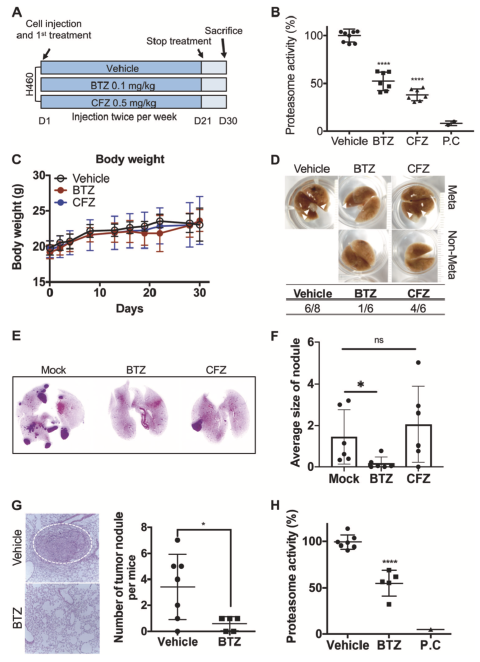 A
Cell injection
and 1st treatment
Stop treatment
Sacrifice
H460
Vehicle
BTZ 0.1 mg/kg
CFZ 0.5 mg/kg
D1
Injection twice per week
D21
D30
B
Proteasome activity (%)
100
50
0
****
****
Vehicle
BTZ
CFZ
P.C
C
Body weight
Body weight (g)
30
25
20
15
10
0
10
20
30
Days
Vehicle
BTZ
CFZ
D
Vehicle
BTZ
CFZ
Meta
Non-Meta
Vehicle
BTZ
CFZ
6/8
1/6
4/6
E
Mock
BTZ
CFZ
F
Average size of nodule
6
4
2
0
ns
*
Mock
BTZ
CFZ
G
Vehicle
BTZ
Number of tumor nodule
per mice
8
6
4
2
0
*
Vehicle
BTZ
H
Proteasome activity (%)
100
50
0
****
Vehicle
BTZ
P.C